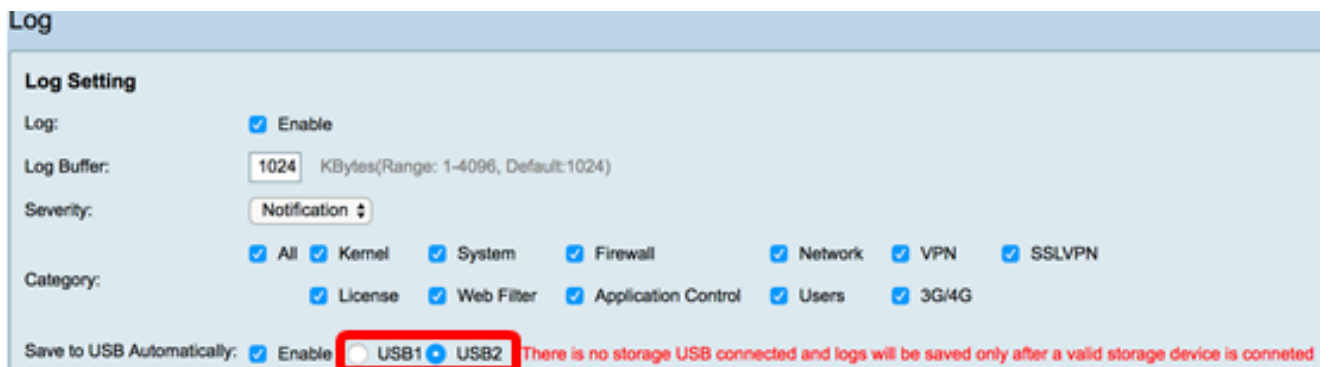 Log
Log Setting
Log: Enable
Log Buffer: 1024 KBytes(Range: 1-4096, Default:1024)
Severity: Notification
All Kernel System Firewall Network VPN SSLVPN
Category:
License Web Filter Application Control Users 3G/4G
Save to USB Automatically: Enable USB1 USB2 There is no storage USB connected and logs will be saved only after a valid storage device is conneted